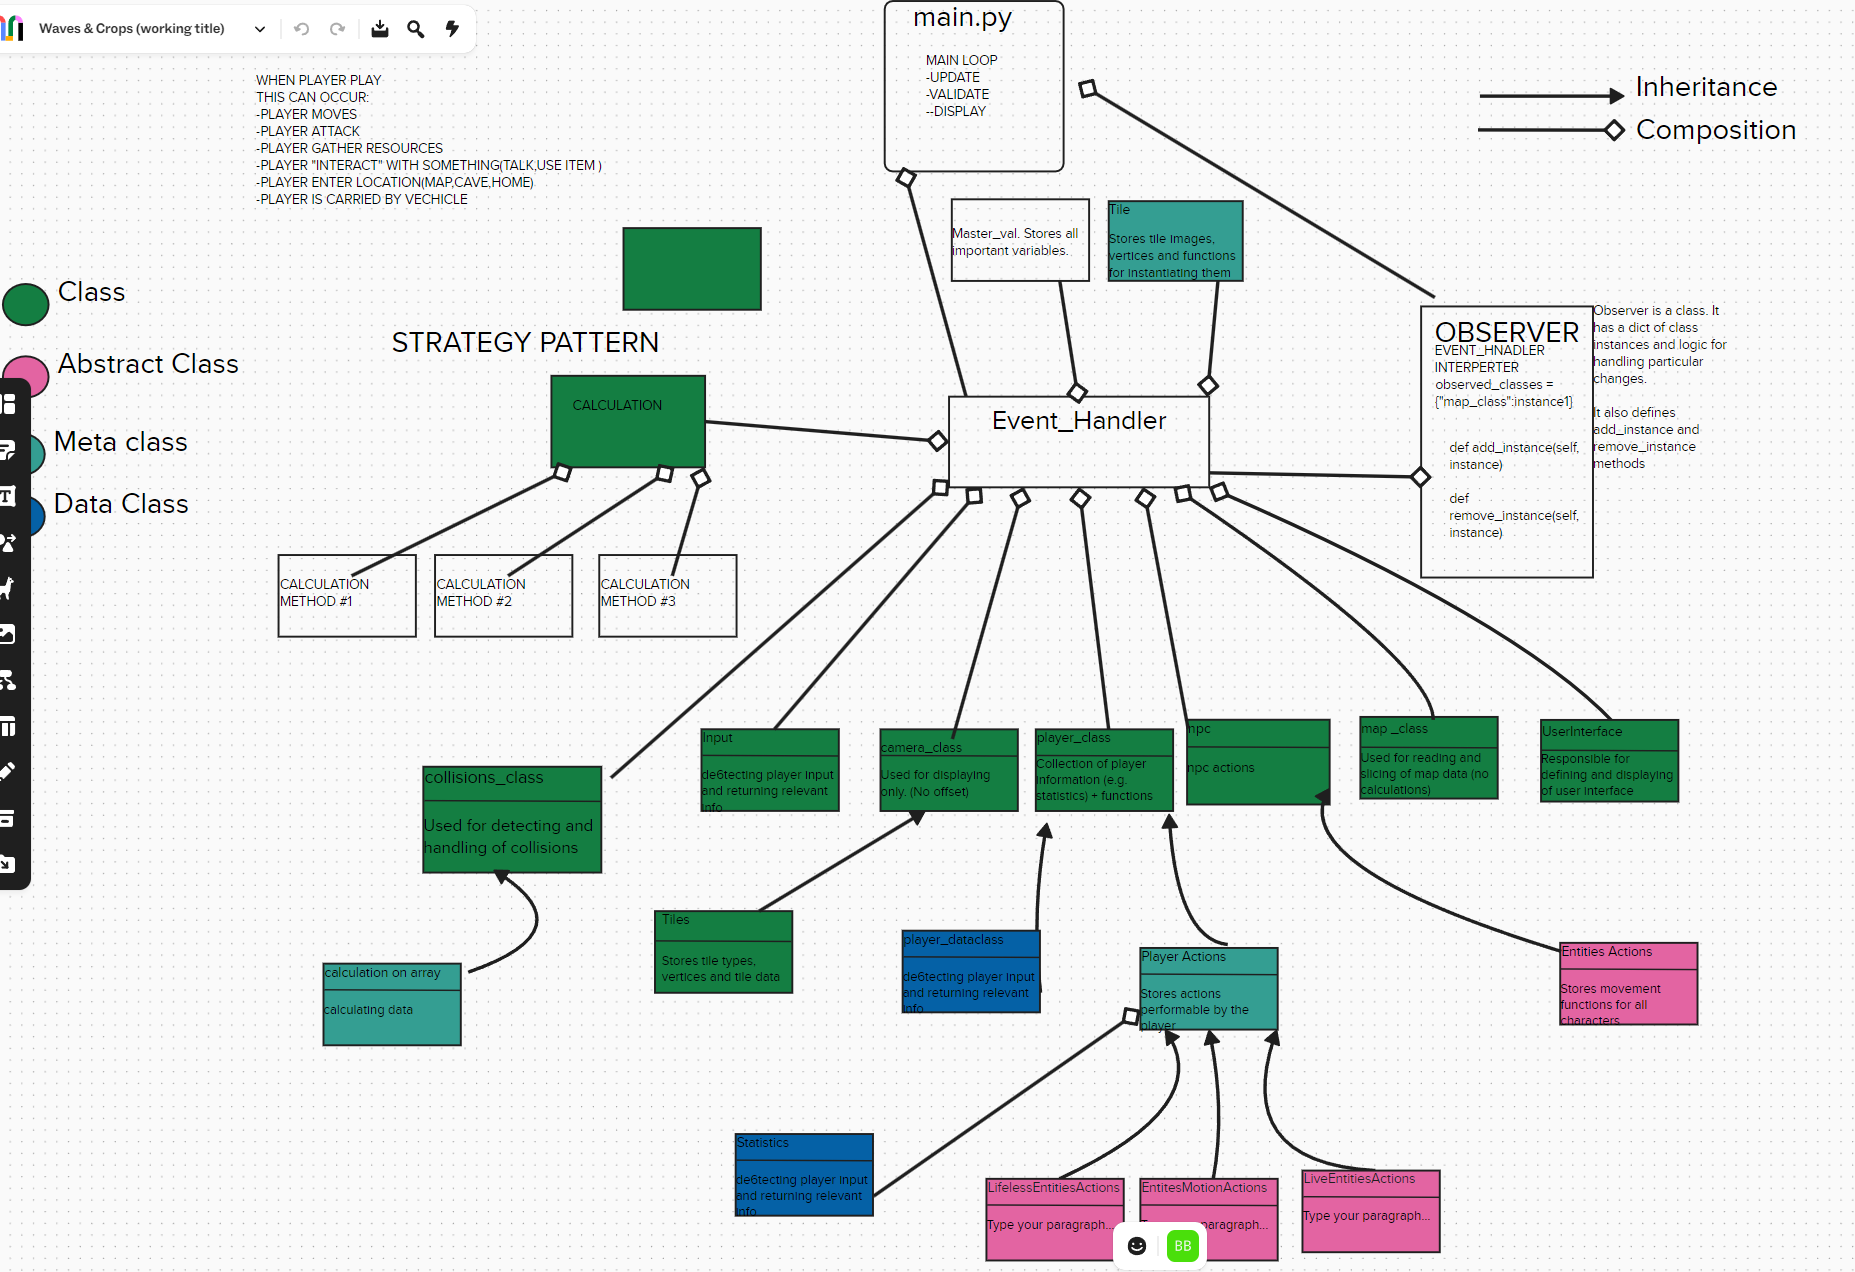 Waves & Crops (working title)
WHEN PLAYER PLAY
THIS CAN OCCUR:
-PLAYER MOVES
-PLAYER ATTACK
-PLAYER GATHER RESOURCES
-PLAYER "INTERACT" WITH SOMETHING(TALK,USE ITEM )
-PLAYER ENTER LOCATION(MAP,CAVE,HOME)
-PLAYER IS CARRIED BY VECHICLE
main.py
MAIN LOOP
-UPDATE
-VALIDATE
--DISPLAY
Inheritance
Composition
Class
Abstract Class
Meta class
Data Class
Master_val. Stores all
important variables.
Tile
Stores tile images,
vertices and functions
for instantiating them
OBSERVER
EVENT_HNADLER
INTERPERTER
observed_classes =
{"map_class":instance1}
def add_instance(self,
instance)
def
remove_instance(self,
instance)
Observer is a class. It
has a dict of class
instances and logic for
handling particular
changes.
It also defines
add_instance and
remove_instance
methods
STRATEGY PATTERN
CALCULATION
Event_Handler
CALCULATION
METHOD #1
CALCULATION
METHOD #2
CALCULATION
METHOD #3
collisions_class
Used for detecting and
handling of collisions
Input
de6tecting player input
and returning relevant
info
camera_class
Used for displaying
only. (No offset)
player_class
Collection of player
information (e.g.
statistics) + functions
npc
npc actions
map _class
Used for reading and
slicing of map data (no
calculations)
UserInterface
Responsible for
defining and displaying
of user interface
Tiles
Stores tile types,
vertices and tile data
player_dataclass
de6tecting player input
and returning relevant
info
Player Actions
Stores actions
performable by the
player
Entities Actions
Stores movement
functions for all
characters
calculation on array
calculating data
Statistics
de6tecting player input
and returning relevant
info
LifelessEntitiesActions
Type your paragraph...
EntitesMotionActions
paragraph...
LiveEntitiesActions
Type your paragraph...
BB